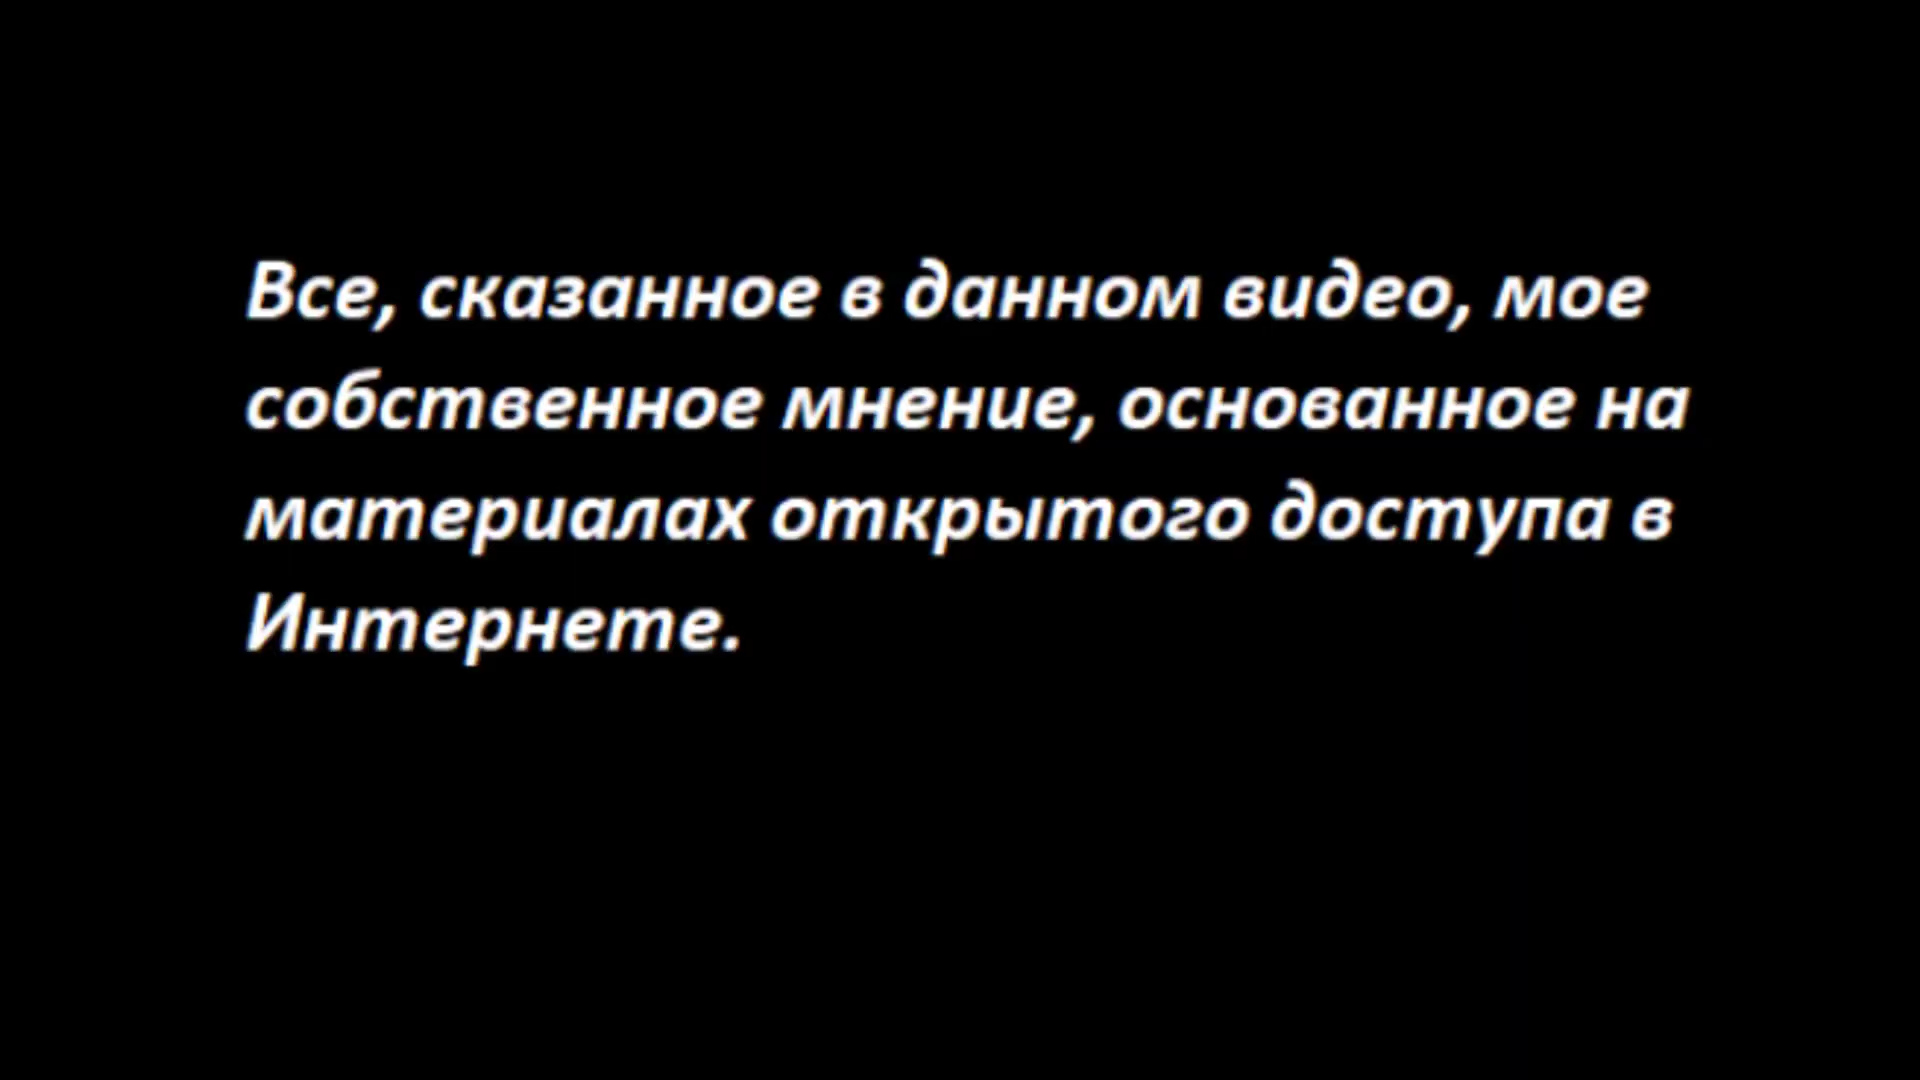 Все, сказанное в данном видео, мое
собственное мнение, основанное на
материалах открытого доступа в
Интернете.